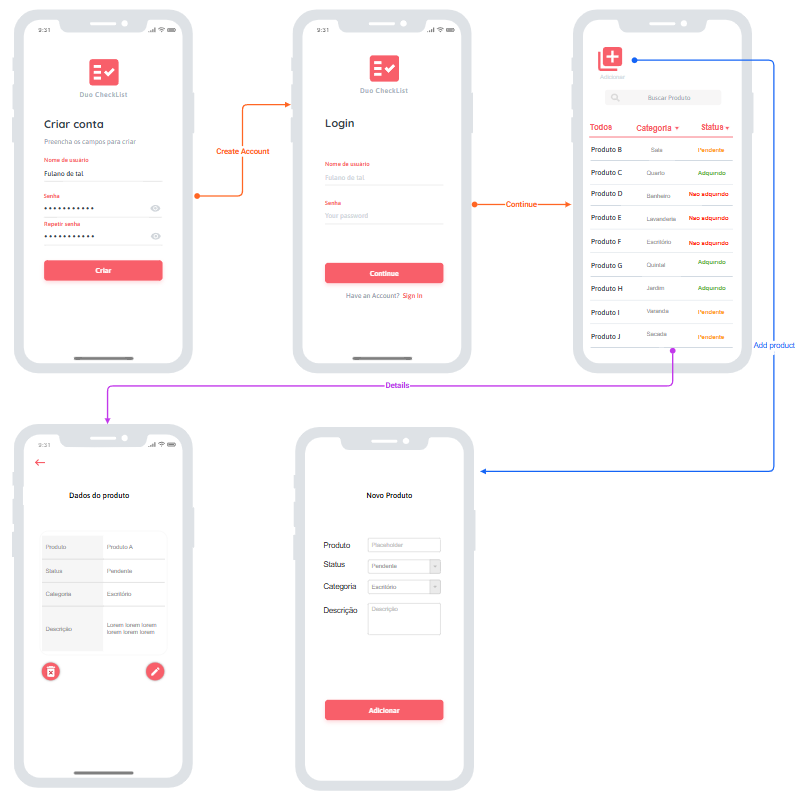 9:31
Duo CheckList
Criar conta
Preencha os campos para criar
Nome de usuário
Fulano de tal
Senha
•••••••••••
Repetir senha
•••••••••••
Criar
Create Account
9:31
Duo CheckList
Login
Nome de usuário
Fulano de tal
Senha
Your password
Continue
Have an Account? Sign In
Continue
Adicionar
Buscar Produto
Todos Categoria Status
Produto B Sala Pendente
Produto C Quarto Adquirido
Produto D Banheiro Nao adquirido
Produto E Lavanderia Nao adquirido
Produto F Escritório Nao adquirido
Produto G Quintal Adquirido
Produto H Jardim Adquirido
Produto I Varanda Pendente
Produto J Sacada Pendente
Add product
Details
9:31
Dados do produto
Produto Produto A
Status Pendente
Categoria Escritório
Descrição Lorem lorem lorem
lorem lorem lorem
Novo Produto
Produto Placeholder
Status Pendente
Categoria Escritório
Descrição Descrição
Adicionar